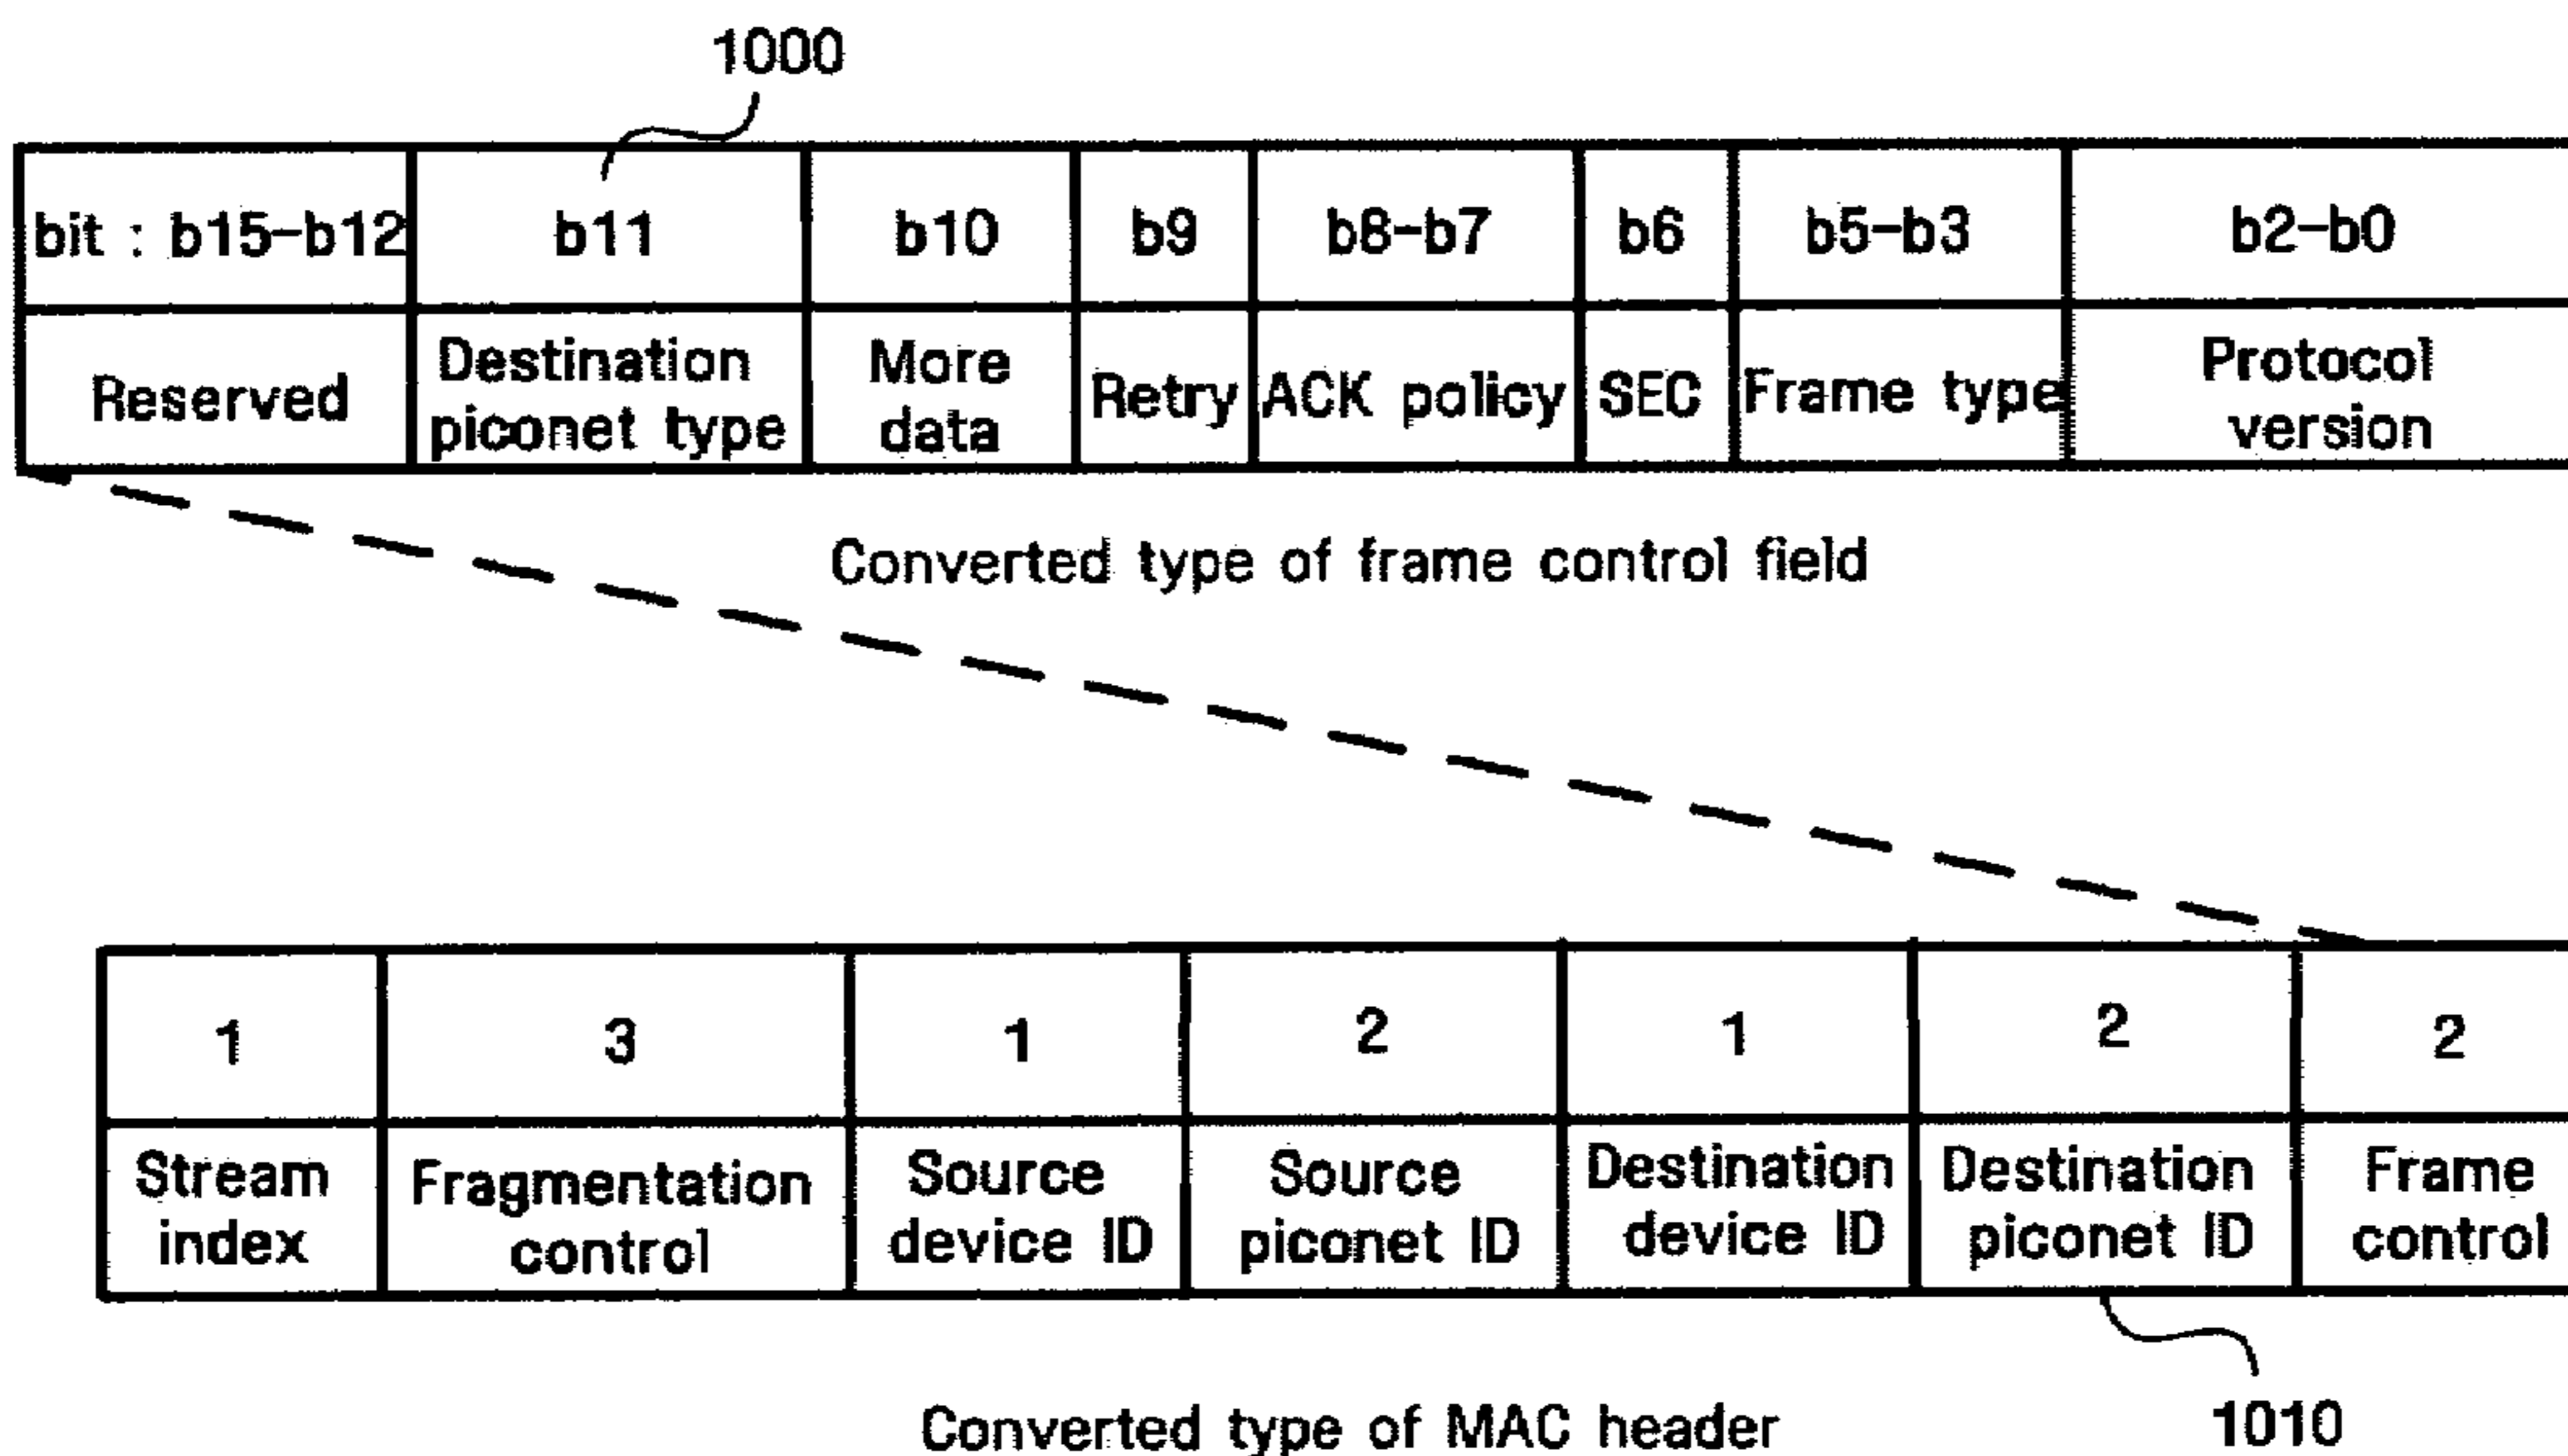 1000
bit : b15-b12 b11 b10 b9 b8-b7 b6 b5-b3 b2-b0
Reserved Destination piconet type More data Retry ACK policy SEC Frame type Protocol version
Converted type of frame control field
1 3 1 2 1 2 2
Stream index Fragmentation control Source device ID Source piconet ID Destination device ID Destination piconet ID Frame control
1010
Converted type of MAC header